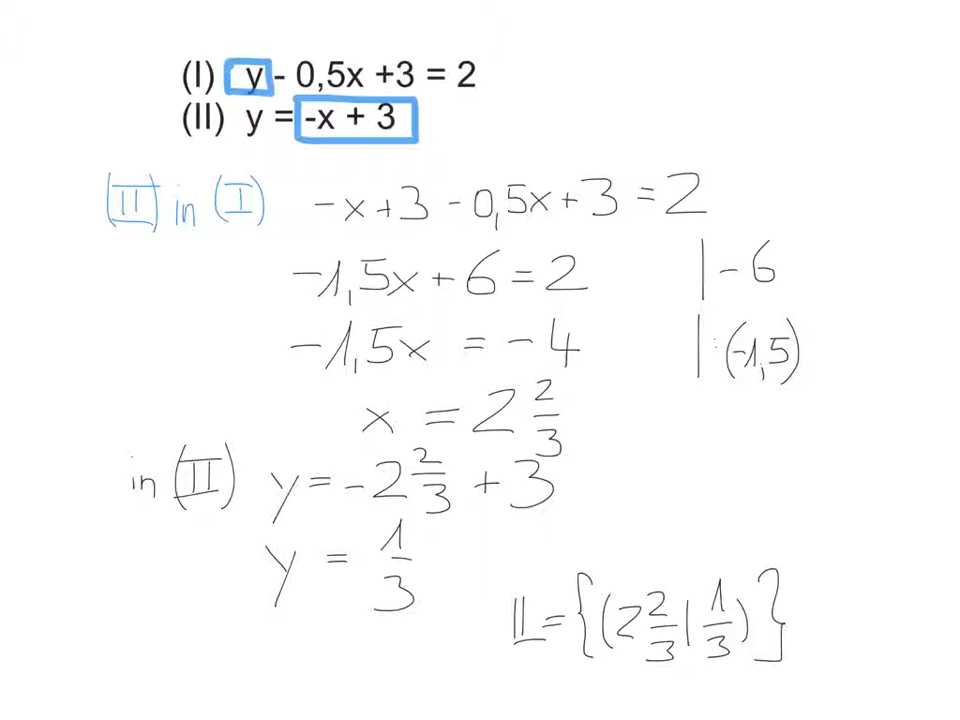 (I) y - 0,5x +3 = 2
(II) y = -x + 3
(II) in (I) -x+3 -0,5x+3 = 2
-1,5x + 6 = 2 | - 6
-1,5x = - 4 | : (-1,5)
x = 2 2/3
in (II) y = - 2 2/3 + 3
y = 1/3
𝕃 = {(2 2/3 | 1/3)}